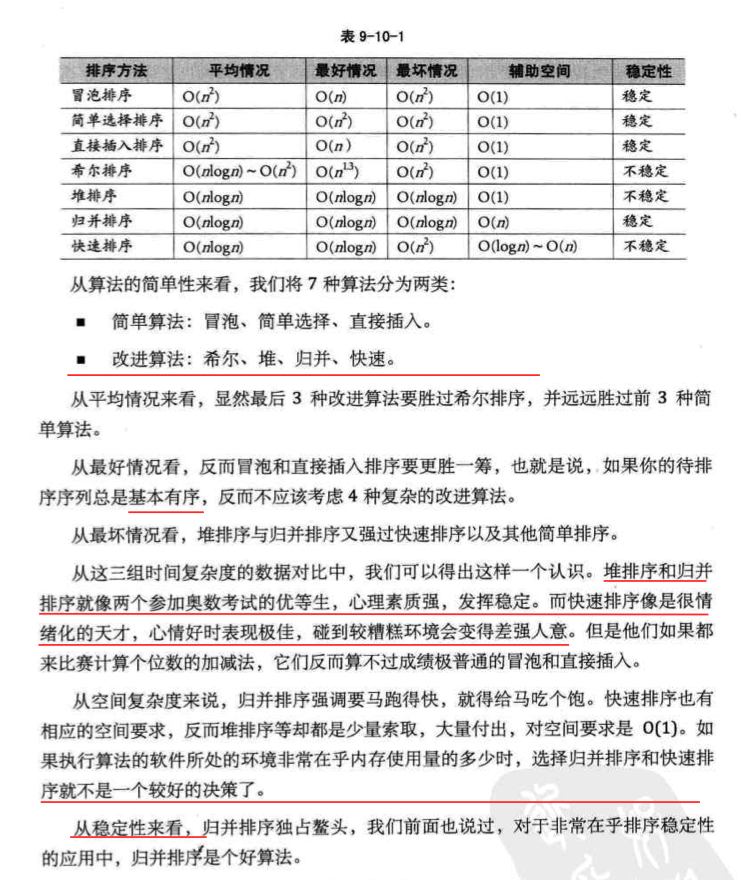 表 9-10-1
排序方法 平均情况 最好情况 最坏情况 辅助空间 稳定性
冒泡排序 O(n²) O(n) O(n²) O(1) 稳定
简单选择排序 O(n²) O(n²) O(n²) O(1) 稳定
直接插入排序 O(n²) O(n) O(n²) O(1) 稳定
希尔排序 O(nlogn)~O(n²) O(n¹·³) O(n²) O(1) 不稳定
堆排序 O(nlogn) O(nlogn) O(nlogn) O(1) 不稳定
归并排序 O(nlogn) O(nlogn) O(nlogn) O(n) 稳定
快速排序 O(nlogn) O(nlogn) O(n²) O(logn)~O(n) 不稳定
从算法的简单性来看，我们将 7 种算法分为两类：
■ 简单算法：冒泡、简单选择、直接插入。
■ 改进算法：希尔、堆、归并、快速。
从平均情况来看，显然最后 3 种改进算法要胜过希尔排序，并远远胜过前 3 种简
单算法。
从最好情况看，反而冒泡和直接插入排序要更胜一筹，也就是说，如果你的待排
序序列总是基本有序，反而不应该考虑 4 种复杂的改进算法。
从最坏情况看，堆排序与归并排序又强过快速排序以及其他简单排序。
从这三组时间复杂度的数据对比中，我们可以得出这样一个认识。堆排序和归并
排序就像两个参加奥数考试的优等生，心理素质强，发挥稳定。而快速排序像是很情
绪化的天才，心情好时表现极佳，碰到较糟糕环境会变得差强人意。但是他们如果都
来比赛计算个位数的加减法，它们反而算不过成绩极普通的冒泡和直接插入。
从空间复杂度来说，归并排序强调要马跑得快，就得给马吃个饱。快速排序也有
相应的空间要求，反而堆排序等却都是少量索取，大量付出，对空间要求是 O(1)。如
果执行算法的软件所处的环境非常在乎内存使用量的多少时，选择归并排序和快速排
序就不是一个较好的决策了。
从稳定性来看，归并排序独占鳌头，我们前面也说过，对于非常在乎排序稳定性
的应用中，归并排序是个好算法。